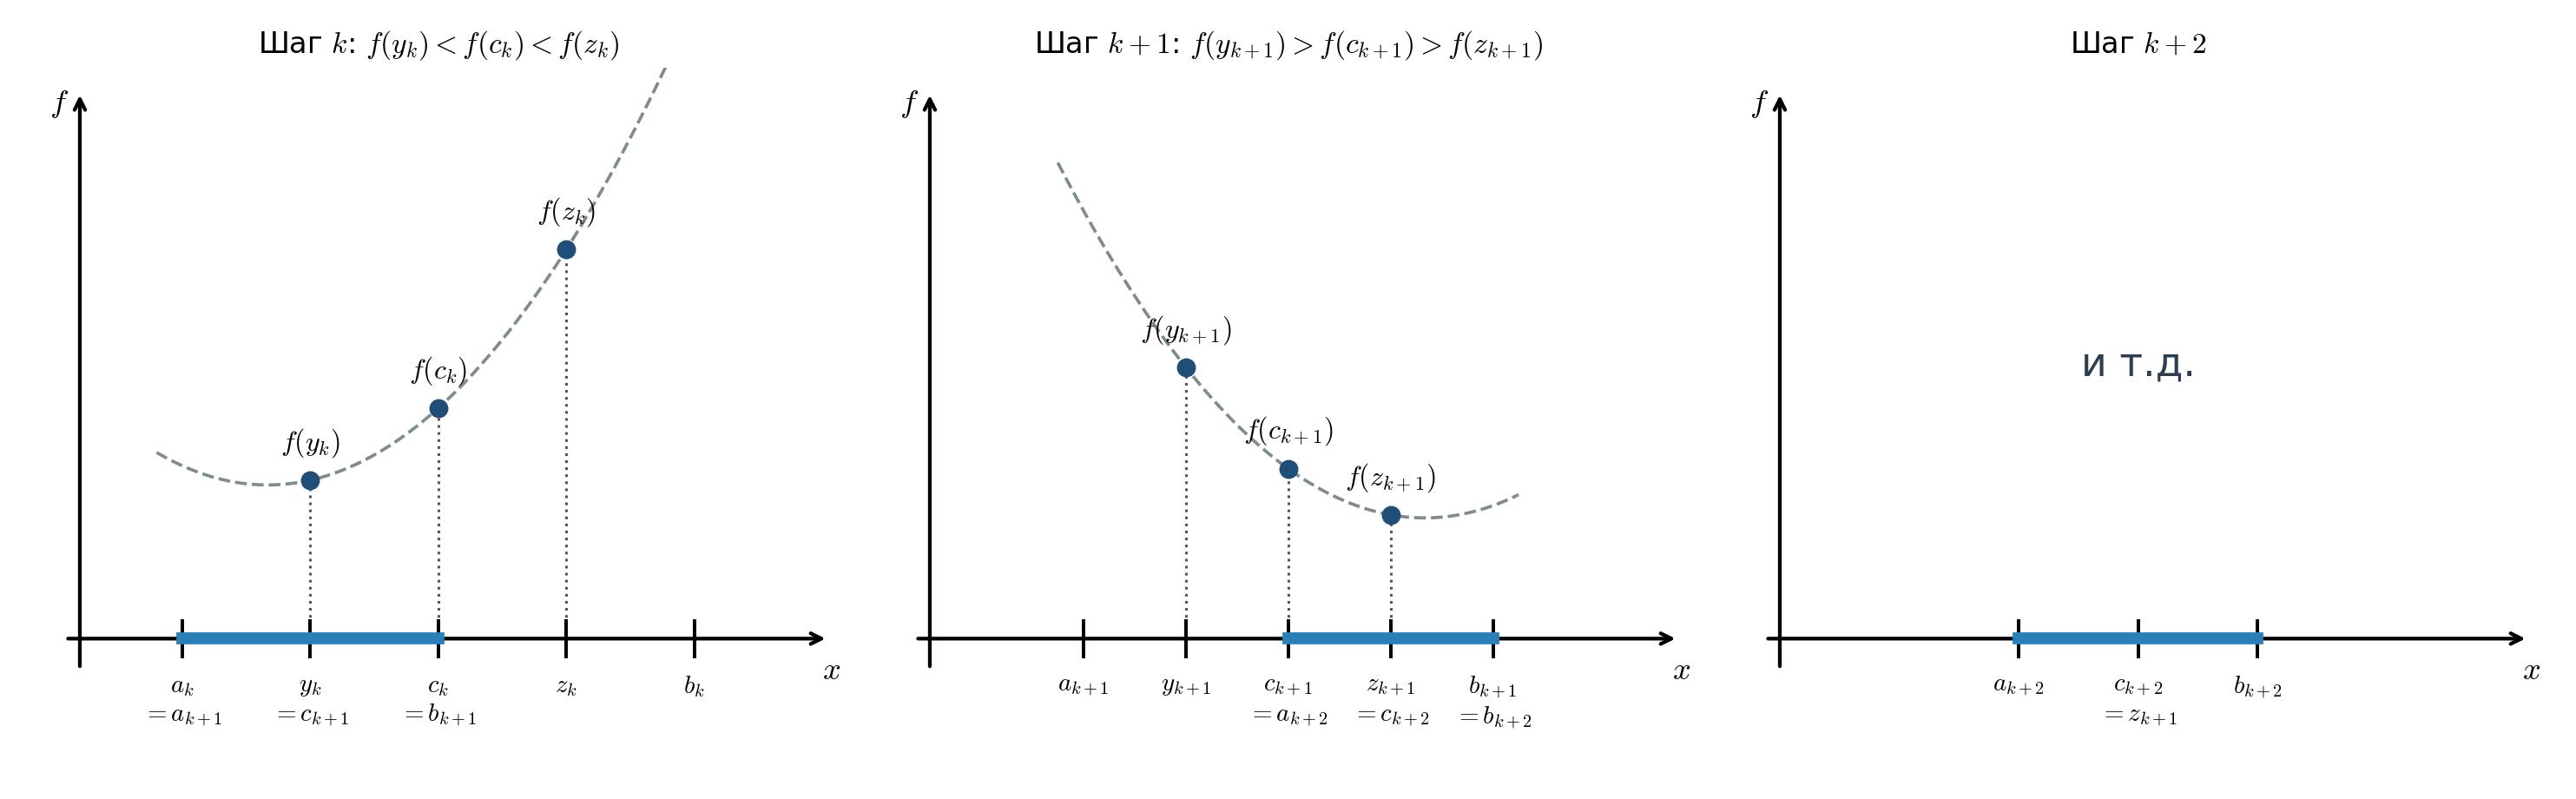 Шаг k: f(y_k) < f(c_k) < f(z_k)
f
f(z_k)
f(c_k)
f(y_k)
x
a_k y_k c_k z_k b_k
= a_{k+1} = c_{k+1} = b_{k+1}
Шаг k + 1: f(y_{k+1}) > f(c_{k+1}) > f(z_{k+1})
f
f(y_{k+1})
f(c_{k+1})
f(z_{k+1})
x
a_{k+1} y_{k+1} c_{k+1} z_{k+1} b_{k+1}
= a_{k+2} = c_{k+2} = b_{k+2}
Шаг k + 2
f
и т.д.
x
a_{k+2} c_{k+2} b_{k+2}
= z_{k+1}